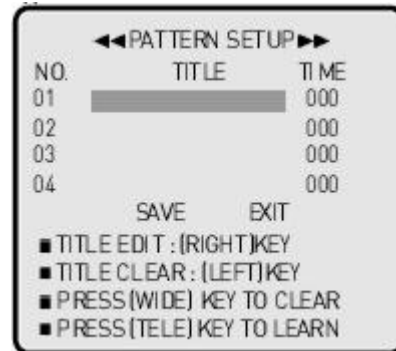 ◄◄PATTERN SETUP►►
NO. TITLE TIME
01 000
02 000
03 000
04 000
SAVE EXIT
■TITLE EDIT:(RIGHT)KEY
■TITLE CLEAR:(LEFT)KEY
■PRESS(WIDE) KEY TO CLEAR
■PRESS(TELE) KEY TO LEARN